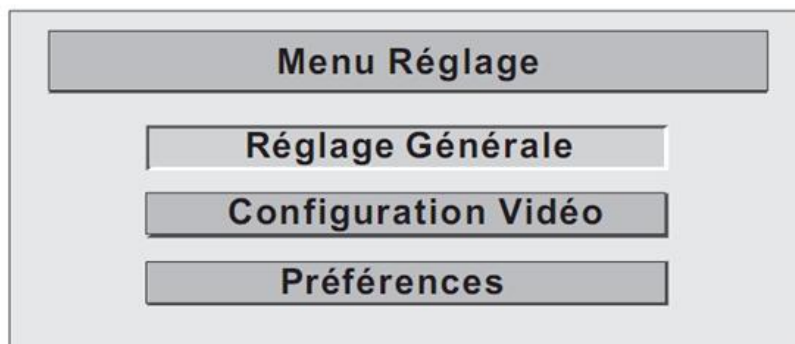 Menu Réglage
Réglage Générale
Configuration Vidéo
Préférences